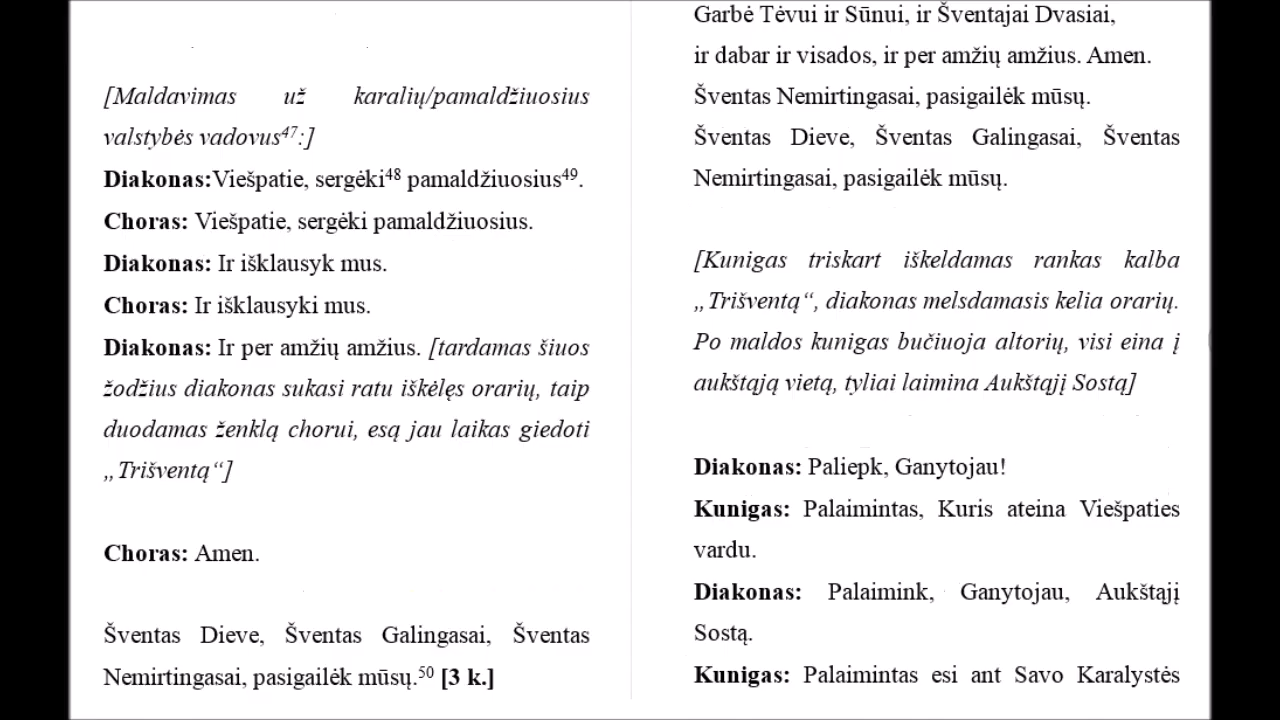 [Maldavimas už karalių/pamaldžiuosius
valstybės vadovus47:]
Diakonas:Viešpatie, sergėki48 pamaldžiuosius49.
Choras: Viešpatie, sergėki pamaldžiuosius.
Diakonas: Ir išklausyk mus.
Choras: Ir išklausyki mus.
Diakonas: Ir per amžių amžius. [tardamas šiuos
žodžius diakonas sukasi ratu iškėlęs orarių, taip
duodamas ženklą chorui, esą jau laikas giedoti
„Trišventą“]
Choras: Amen.
Šventas Dieve, Šventas Galingasai, Šventas
Nemirtingasai, pasigailėk mūsų.50 [3 k.]
Garbė Tėvui ir Sūnui, ir Šventajai Dvasiai,
ir dabar ir visados, ir per amžių amžius. Amen.
Šventas Nemirtingasai, pasigailėk mūsų.
Šventas Dieve, Šventas Galingasai, Šventas
Nemirtingasai, pasigailėk mūsų.
[Kunigas triskart iškeldamas rankas kalba
„Trišventą“, diakonas melsdamasis kelia orarių.
Po maldos kunigas bučiuoja altorių, visi eina į
aukštąją vietą, tyliai laimina Aukštąjį Sostą]
Diakonas: Paliepk, Ganytojau!
Kunigas: Palaimintas, Kuris ateina Viešpaties
vardu.
Diakonas: Palaimink, Ganytojau, Aukštąjį
Sostą.
Kunigas: Palaimintas esi ant Savo Karalystės